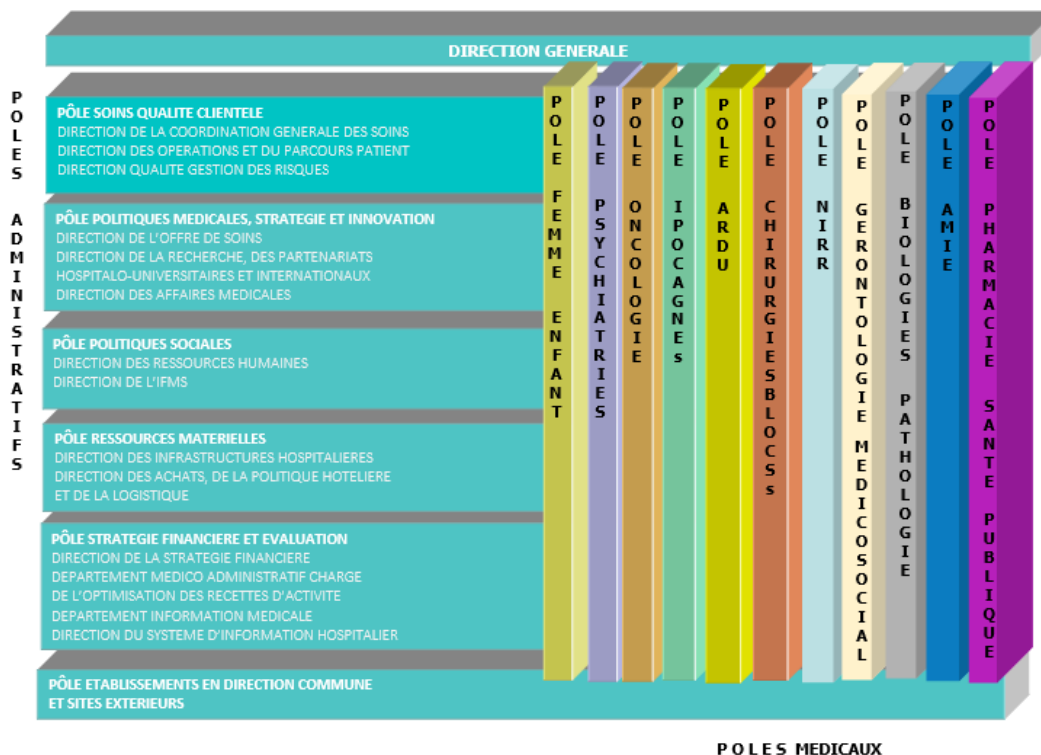 DIRECTION GENERALE
POLES ADMINISTRATIFS
PÔLE SOINS QUALITE CLIENTELE
DIRECTION DE LA COORDINATION GENERALE DES SOINS
DIRECTION DES OPERATIONS ET DU PARCOURS PATIENT
DIRECTION QUALITE GESTION DES RISQUES
PÔLE POLITIQUES MEDICALES, STRATEGIE ET INNOVATION
DIRECTION DE L'OFFRE DE SOINS
DIRECTION DE LA RECHERCHE, DES PARTENARIATS
HOSPITALO-UNIVERSITAIRES ET INTERNATIONAUX
DIRECTION DES AFFAIRES MEDICALES
PÔLE POLITIQUES SOCIALES
DIRECTION DES RESSOURCES HUMAINES
DIRECTION DE L'IFMS
PÔLE RESSOURCES MATERIELLES
DIRECTION DES INFRASTRUCTURES HOSPITALIERES
DIRECTION DES ACHATS, DE LA POLITIQUE HOTELIERE
ET DE LA LOGISTIQUE
PÔLE STRATEGIE FINANCIERE ET EVALUATION
DIRECTION DE LA STRATEGIE FINANCIERE
DEPARTEMENT MEDICO ADMINISTRATIF CHARGE
DE L'OPTIMISATION DES RECETTES D'ACTIVITE
DEPARTEMENT INFORMATION MEDICALE
DIRECTION DU SYSTEME D'INFORMATION HOSPITALIER
PÔLE ETABLISSEMENTS EN DIRECTION COMMUNE
ET SITES EXTERIEURS
POLE FEMME ENFANT
POLE PSYCHIATRIES
POLE ONCOLOGIE
POLE IPOCAGNEs
POLE ARDU
POLE CHIRURGIESBLOCSs
POLE NIRR
POLE GERONTOLOGIE MEDICOSOCIAL
POLE BIOLOGIES PATHOLOGIE
POLE AMIE
POLE PHARMACIE SANTE PUBLIQUE
POLES MEDICAUX